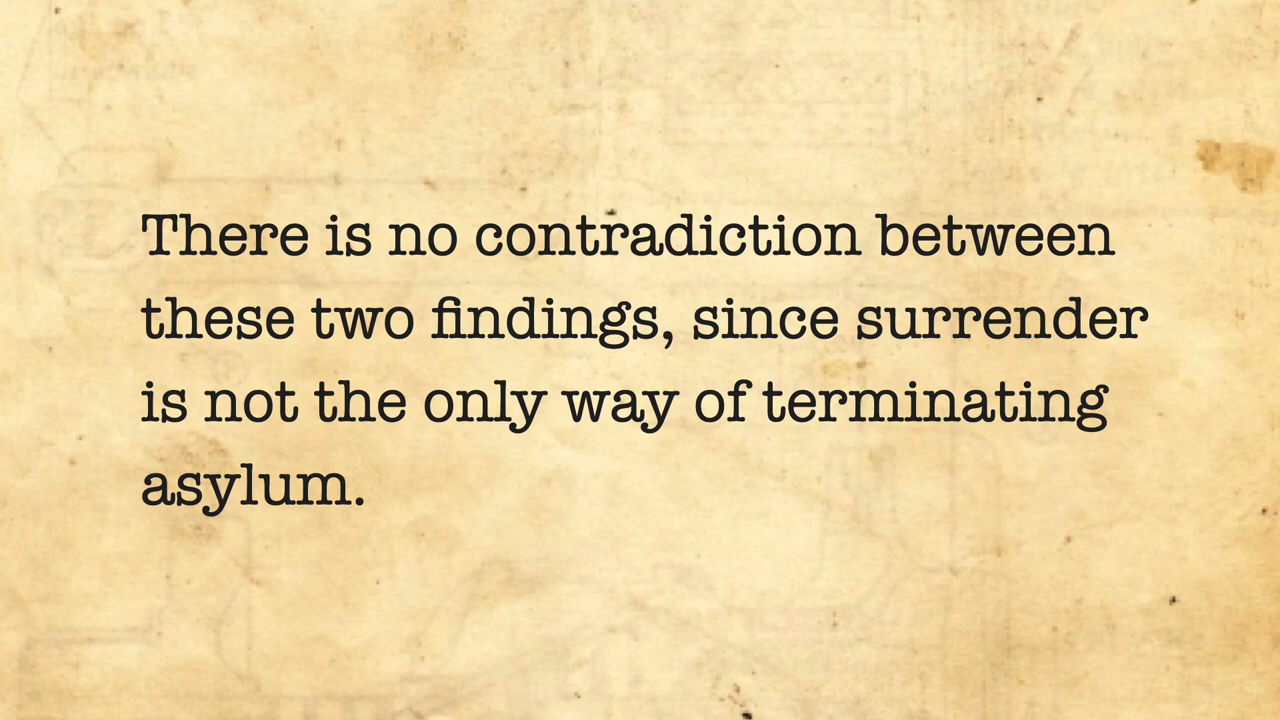 There is no contradiction between
these two findings, since surrender
is not the only way of terminating
asylum.